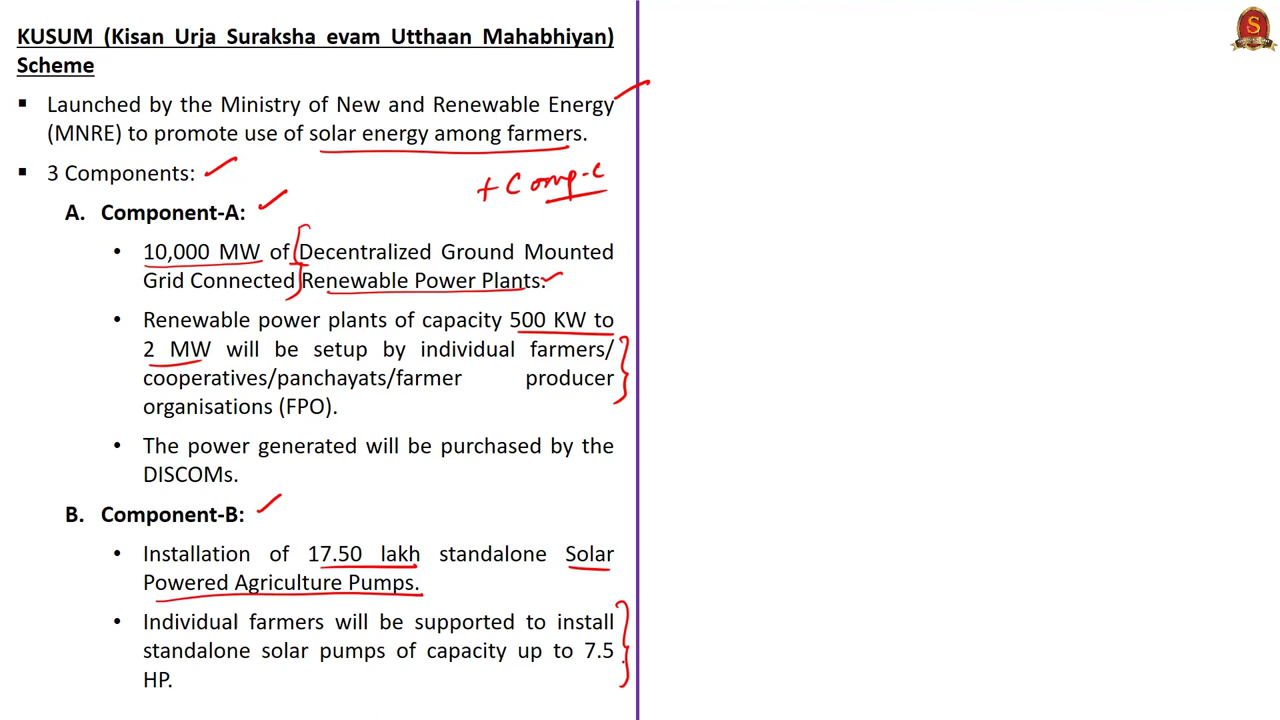 KUSUM (Kisan Urja Suraksha evam Utthaan Mahabhiyan)
Scheme
▪ Launched by the Ministry of New and Renewable Energy
(MNRE) to promote use of solar energy among farmers.
▪ 3 Components:
+ Comp-C
A. Component-A:
• 10,000 MW of Decentralized Ground Mounted
Grid Connected Renewable Power Plants.
• Renewable power plants of capacity 500 KW to
2 MW will be setup by individual farmers/
cooperatives/panchayats/farmer producer
organisations (FPO).
• The power generated will be purchased by the
DISCOMs.
B. Component-B:
• Installation of 17.50 lakh standalone Solar
Powered Agriculture Pumps.
• Individual farmers will be supported to install
standalone solar pumps of capacity up to 7.5
HP.
S